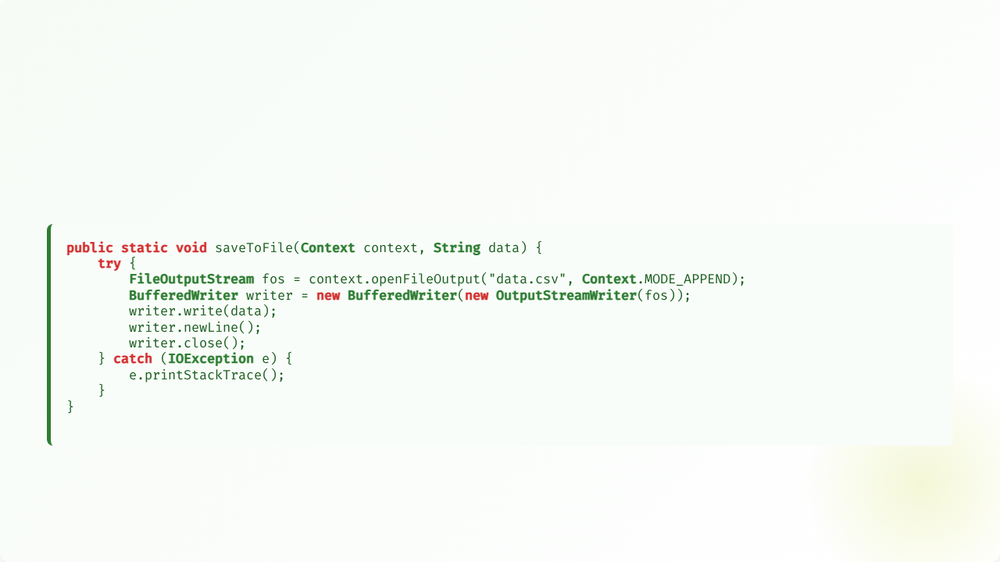 public static void saveToFile(Context context, String data) {
    try {
        FileOutputStream fos = context.openFileOutput("data.csv", Context.MODE_APPEND);
        BufferedWriter writer = new BufferedWriter(new OutputStreamWriter(fos));
        writer.write(data);
        writer.newLine();
        writer.close();
    } catch (IOException e) {
        e.printStackTrace();
    }
}